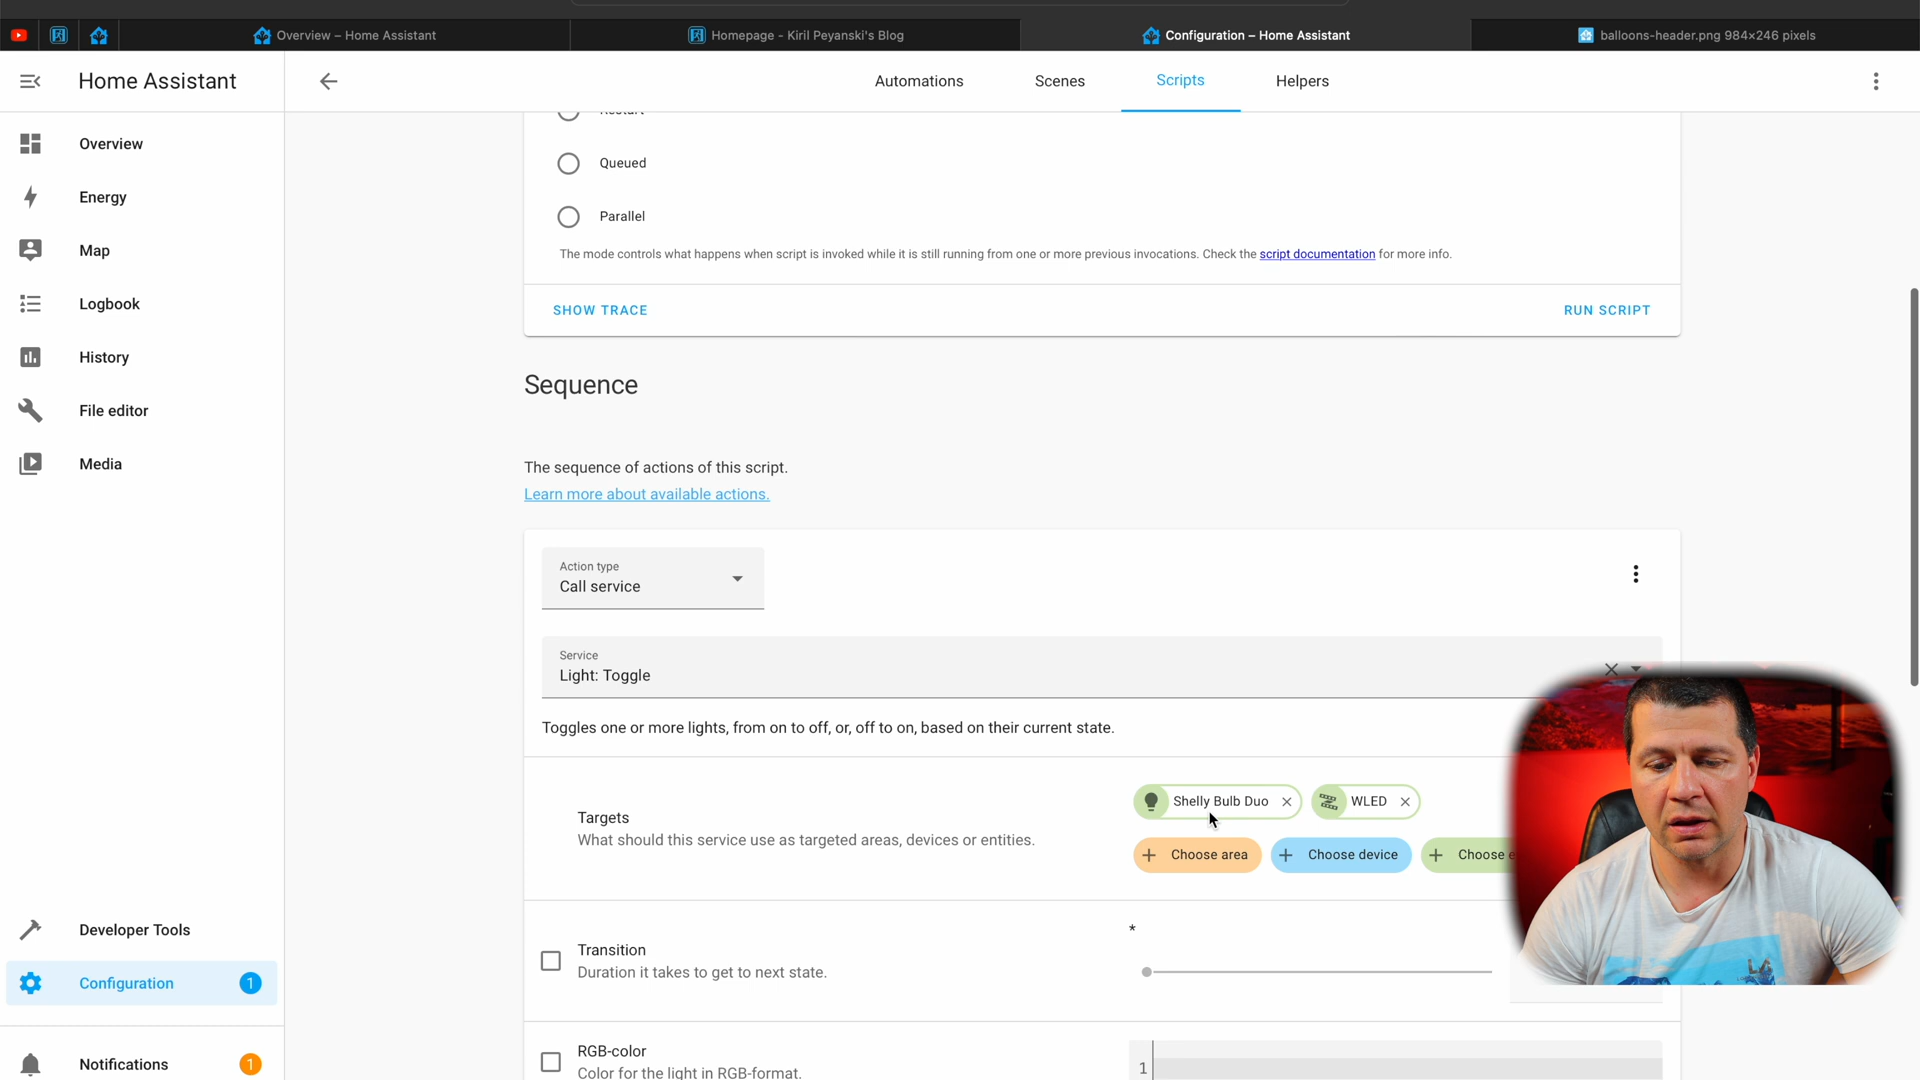 Overview – Home Assistant
Homepage - Kiril Peyanski's Blog
Configuration – Home Assistant
balloons-header.png 984×246 pixels
Home Assistant
Automations
Scenes
Scripts
Helpers
Overview
Energy
Map
Logbook
History
File editor
Media
Developer Tools
Configuration
1
Notifications
1
Restart
Queued
Parallel
The mode controls what happens when script is invoked while it is still running from one or more previous invocations. Check the script documentation for more info.
SHOW TRACE
RUN SCRIPT
Sequence
The sequence of actions of this script.
Learn more about available actions.
Action type
Call service
Service
Light: Toggle
Toggles one or more lights, from on to off, or, off to on, based on their current state.
Targets
What should this service use as targeted areas, devices or entities.
Shelly Bulb Duo
WLED
Choose area
Choose device
Choose
Transition
Duration it takes to get to next state.
*
RGB-color
Color for the light in RGB-format.
1